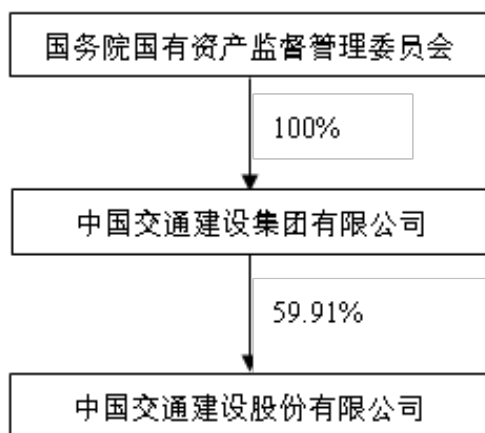 国务院国有资产监督管理委员会
100%
中国交通建设集团有限公司
59.91%
中国交通建设股份有限公司